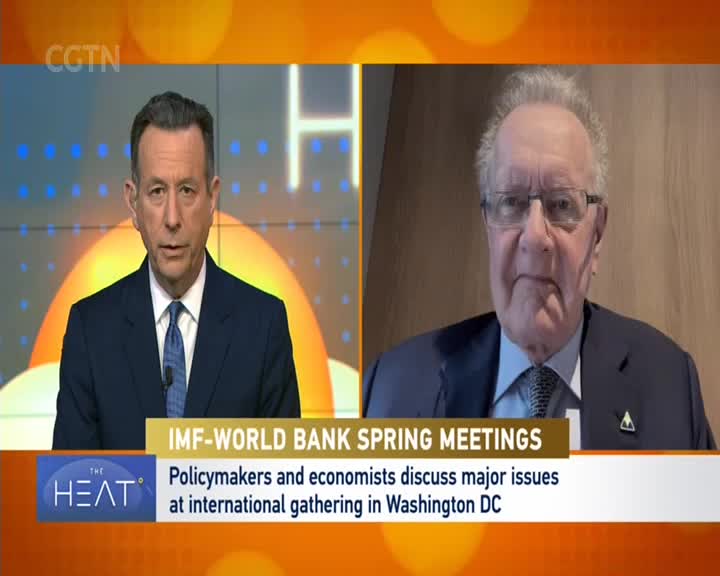 CGTN
H
IMF-WORLD BANK SPRING MEETINGS
THE
HEAT
Policymakers and economists discuss major issues
at international gathering in Washington DC